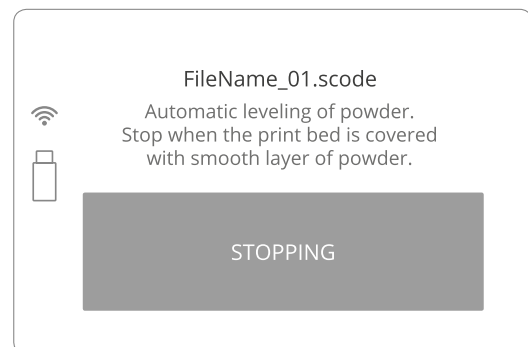 FileName_01.scode
Automatic leveling of powder.
Stop when the print bed is covered
with smooth layer of powder.
STOPPING